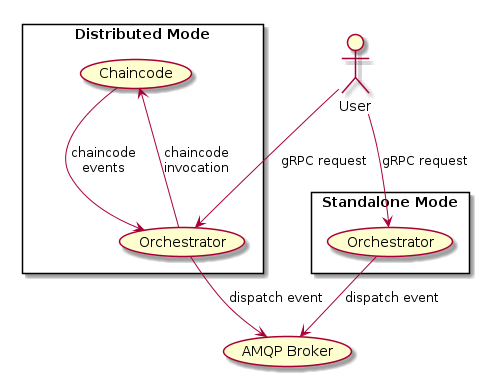 Distributed Mode
Chaincode
User
chaincode
events
chaincode
invocation
gRPC request
gRPC request
Standalone Mode
Orchestrator
Orchestrator
dispatch event
dispatch event
AMQP Broker